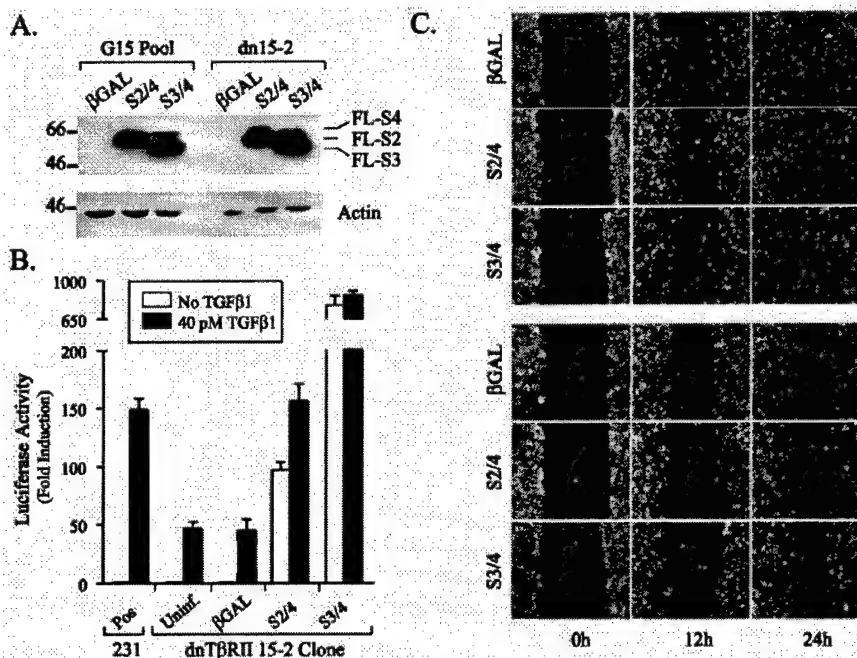 A.
G15 Pool
dn15-2
βGAL
S2/4
S3/4
βGAL
S2/4
S3/4
66
46
FL-S4
FL-S2
FL-S3
46
Actin
B.
1000
650
200
150
100
50
0
Luciferase Activity
(Fold Induction)
No TGFβ1
40 pM TGFβ1
Pos
Uninf.
βGAL
S2/4
S3/4
231
dnTβRII 15-2 Clone
C.
βGAL
S2/4
S3/4
βGAL
S2/4
S3/4
0h
12h
24h